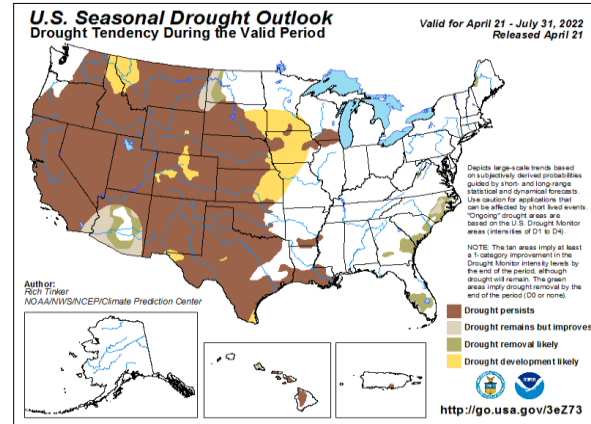 U.S. Seasonal Drought Outlook
Drought Tendency During the Valid Period
Valid for April 21 - July 31, 2022
Released April 21
Depicts large-scale trends based
on subjectively derived probabilities
guided by short- and long-range
statistical and dynamical forecasts.
Use caution for applications that
can be affected by short lived events.
"Ongoing" drought areas are
based on the U.S. Drought Monitor
areas (intensities of D1 to D4).
NOTE: The tan areas imply at least
a 1-category improvement in the
Drought Monitor intensity levels by
the end of the period, although
drought will remain. The green
areas imply drought removal by the
end of the period (D0 or none).
Author:
Rich Tinker
NOAA/NWS/NCEP/Climate Prediction Center
Drought persists
Drought remains but improves
Drought removal likely
Drought development likely
http://go.usa.gov/3eZ73